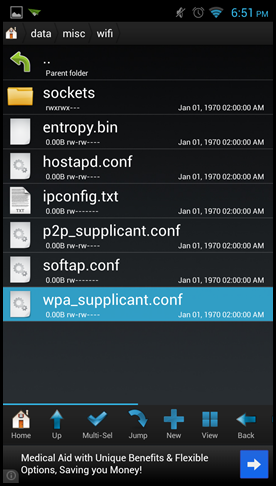 6:51 PM
data misc wifi
..
Parent folder
sockets
rwxrwx--- Jan 01, 1970 02:00:00 AM
entropy.bin
0.00B rw-rw---- Jan 01, 1970 02:00:00 AM
hostapd.conf
0.00B rw-rw---- Jan 01, 1970 02:00:00 AM
ipconfig.txt
0.00B rw------- Jan 01, 1970 02:00:00 AM
TXT
p2p_supplicant.conf
0.00B rw-rw---- Jan 01, 1970 02:00:00 AM
softap.conf
0.00B rw------- Jan 01, 1970 02:00:00 AM
wpa_supplicant.conf
0.00B rw-rw---- Jan 01, 1970 02:00:00 AM
Home Up Multi-Sel Jump New View Back
Medical Aid with Unique Benefits & Flexible
Options, Saving you Money!